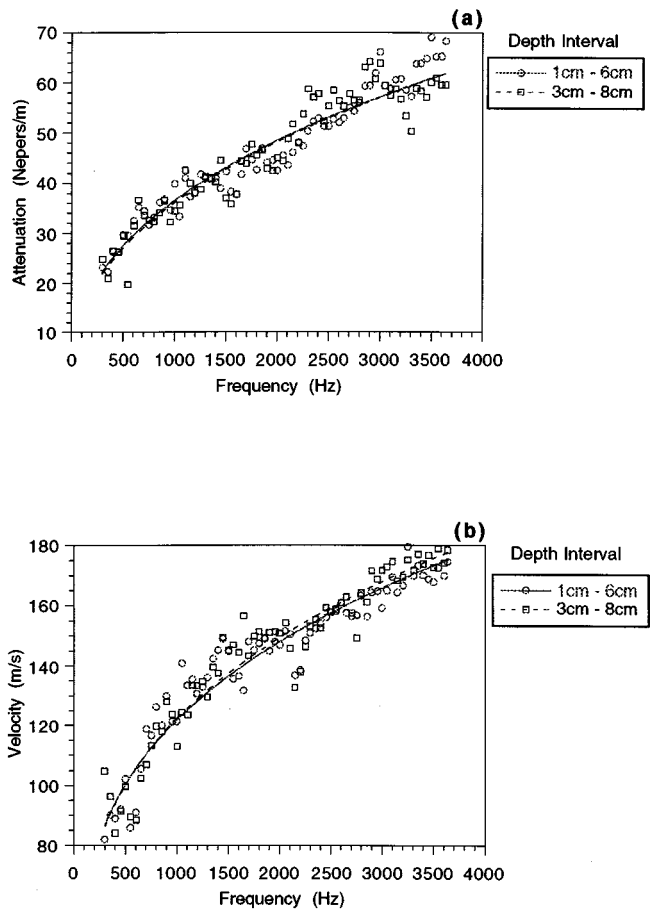 (a)
Depth Interval
1cm - 6cm
3cm - 8cm
Attenuation (Nepers/m)
70
60
50
40
30
20
10
0 500 1000 1500 2000 2500 3000 3500 4000
Frequency (Hz)
(b)
Depth Interval
1cm - 6cm
3cm - 8cm
Velocity (m/s)
180
160
140
120
100
80
0 500 1000 1500 2000 2500 3000 3500 4000
Frequency (Hz)